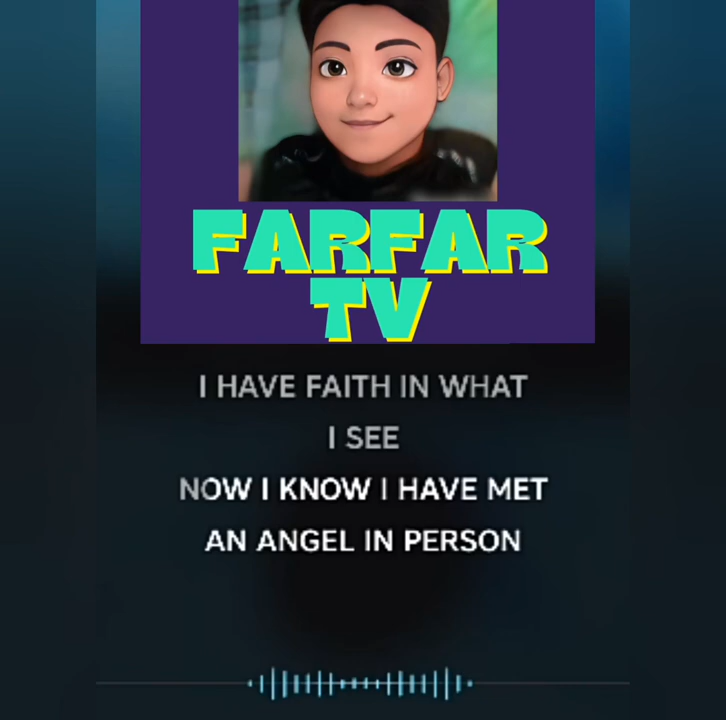 FARFAR
TV
I HAVE FAITH IN WHAT
I SEE
NOW I KNOW I HAVE MET
AN ANGEL IN PERSON